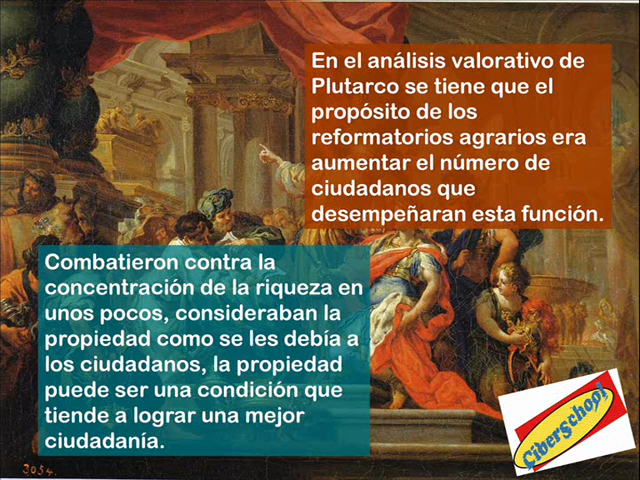 En el análisis valorativo de
Plutarco se tiene que el
propósito de los
reformatorios agrarios era
aumentar el número de
ciudadanos que
desempeñaran esta función.
Combatieron contra la
concentración de la riqueza en
unos pocos, consideraban la
propiedad como se les debía a
los ciudadanos, la propiedad
puede ser una condición que
tiende a lograr una mejor
ciudadanía.
CiberSchool
3054.